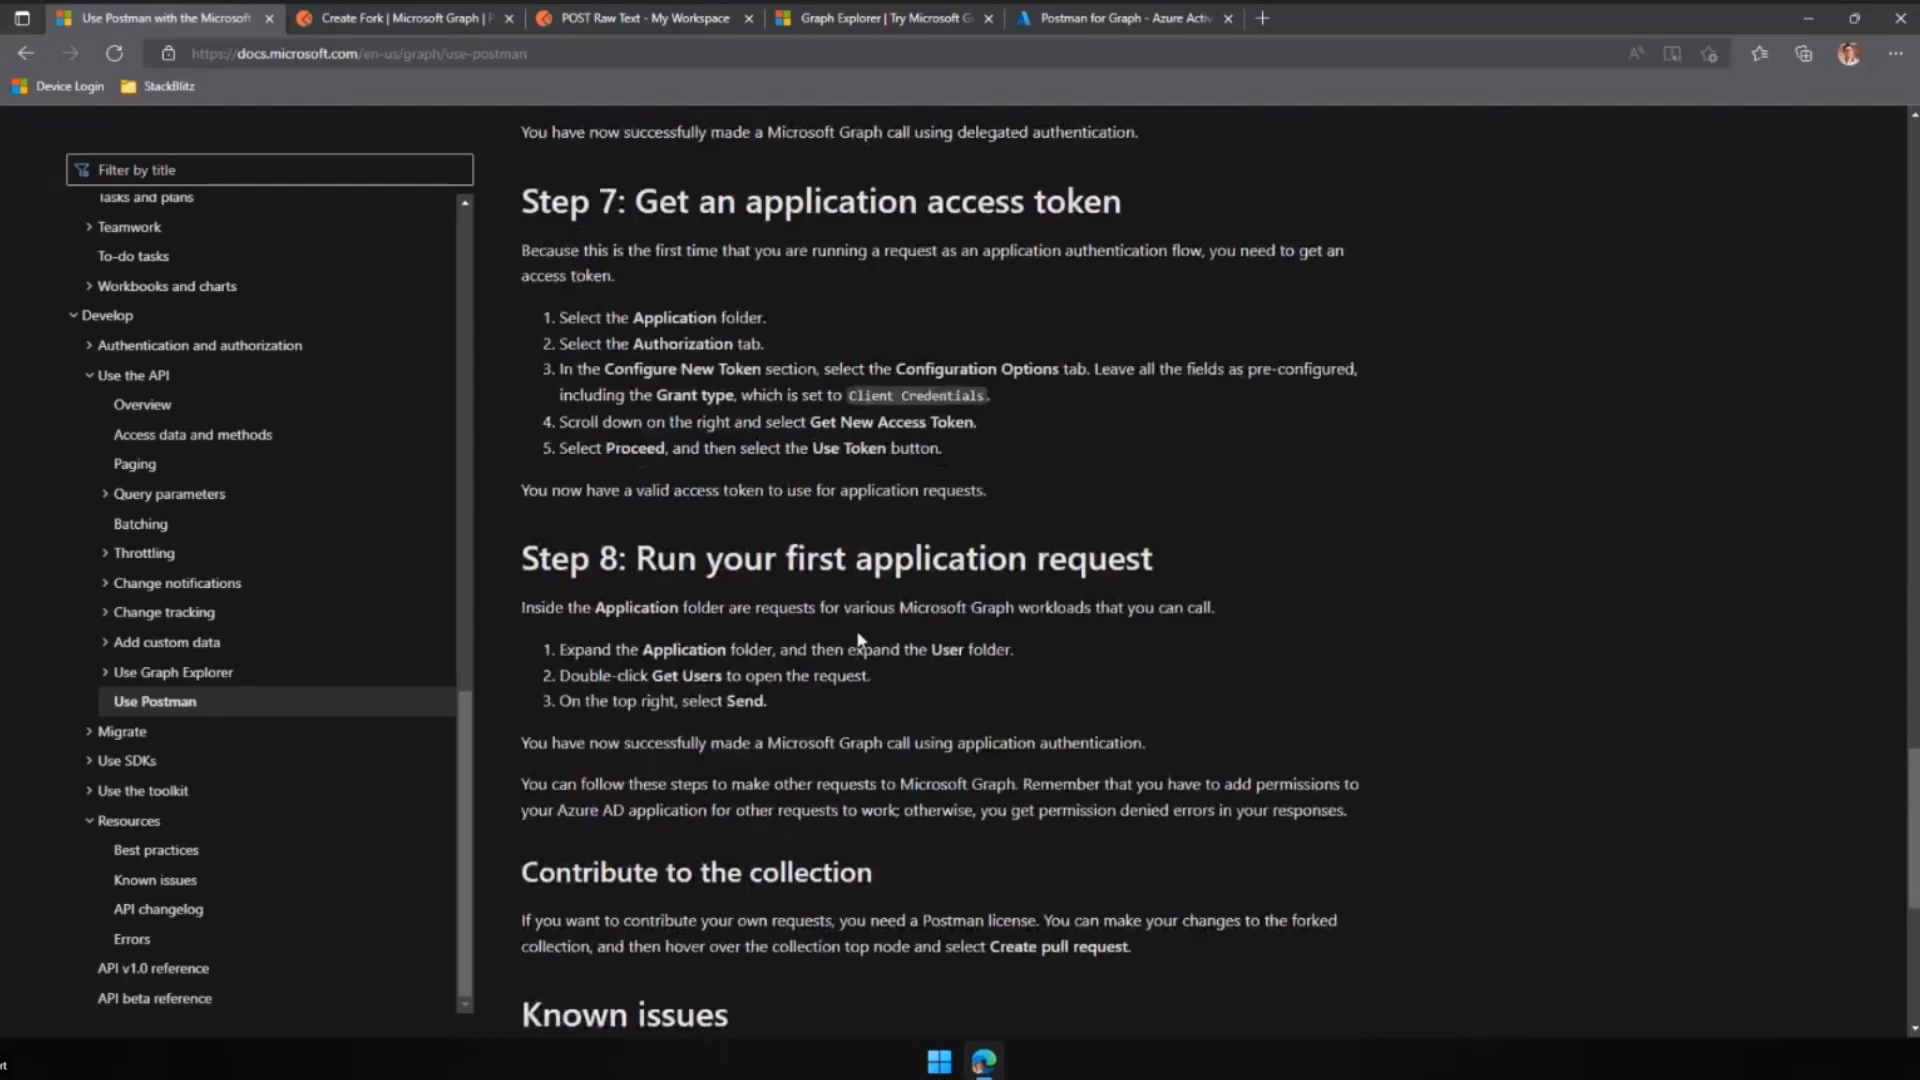 Use Postman with the Microsoft
Create Fork | Microsoft Graph | P
POST Raw Text - My Workspace
Graph Explorer | Try Microsoft G
Postman for Graph - Azure Activ
https://docs.microsoft.com/en-us/graph/use-postman
Device Login
StackBlitz
Filter by title
Tasks and plans
Teamwork
To-do tasks
Workbooks and charts
Develop
Authentication and authorization
Use the API
Overview
Access data and methods
Paging
Query parameters
Batching
Throttling
Change notifications
Change tracking
Add custom data
Use Graph Explorer
Use Postman
Migrate
Use SDKs
Use the toolkit
Resources
Best practices
Known issues
API changelog
Errors
API v1.0 reference
API beta reference
You have now successfully made a Microsoft Graph call using delegated authentication.
Step 7: Get an application access token
Because this is the first time that you are running a request as an application authentication flow, you need to get an
access token.
1. Select the Application folder.
2. Select the Authorization tab.
3. In the Configure New Token section, select the Configuration Options tab. Leave all the fields as pre-configured,
including the Grant type, which is set to Client Credentials.
4. Scroll down on the right and select Get New Access Token.
5. Select Proceed, and then select the Use Token button.
You now have a valid access token to use for application requests.
Step 8: Run your first application request
Inside the Application folder are requests for various Microsoft Graph workloads that you can call.
1. Expand the Application folder, and then expand the User folder.
2. Double-click Get Users to open the request.
3. On the top right, select Send.
You have now successfully made a Microsoft Graph call using application authentication.
You can follow these steps to make other requests to Microsoft Graph. Remember that you have to add permissions to
your Azure AD application for other requests to work; otherwise, you get permission denied errors in your responses.
Contribute to the collection
If you want to contribute your own requests, you need a Postman license. You can make your changes to the forked
collection, and then hover over the collection top node and select Create pull request.
Known issues
rt